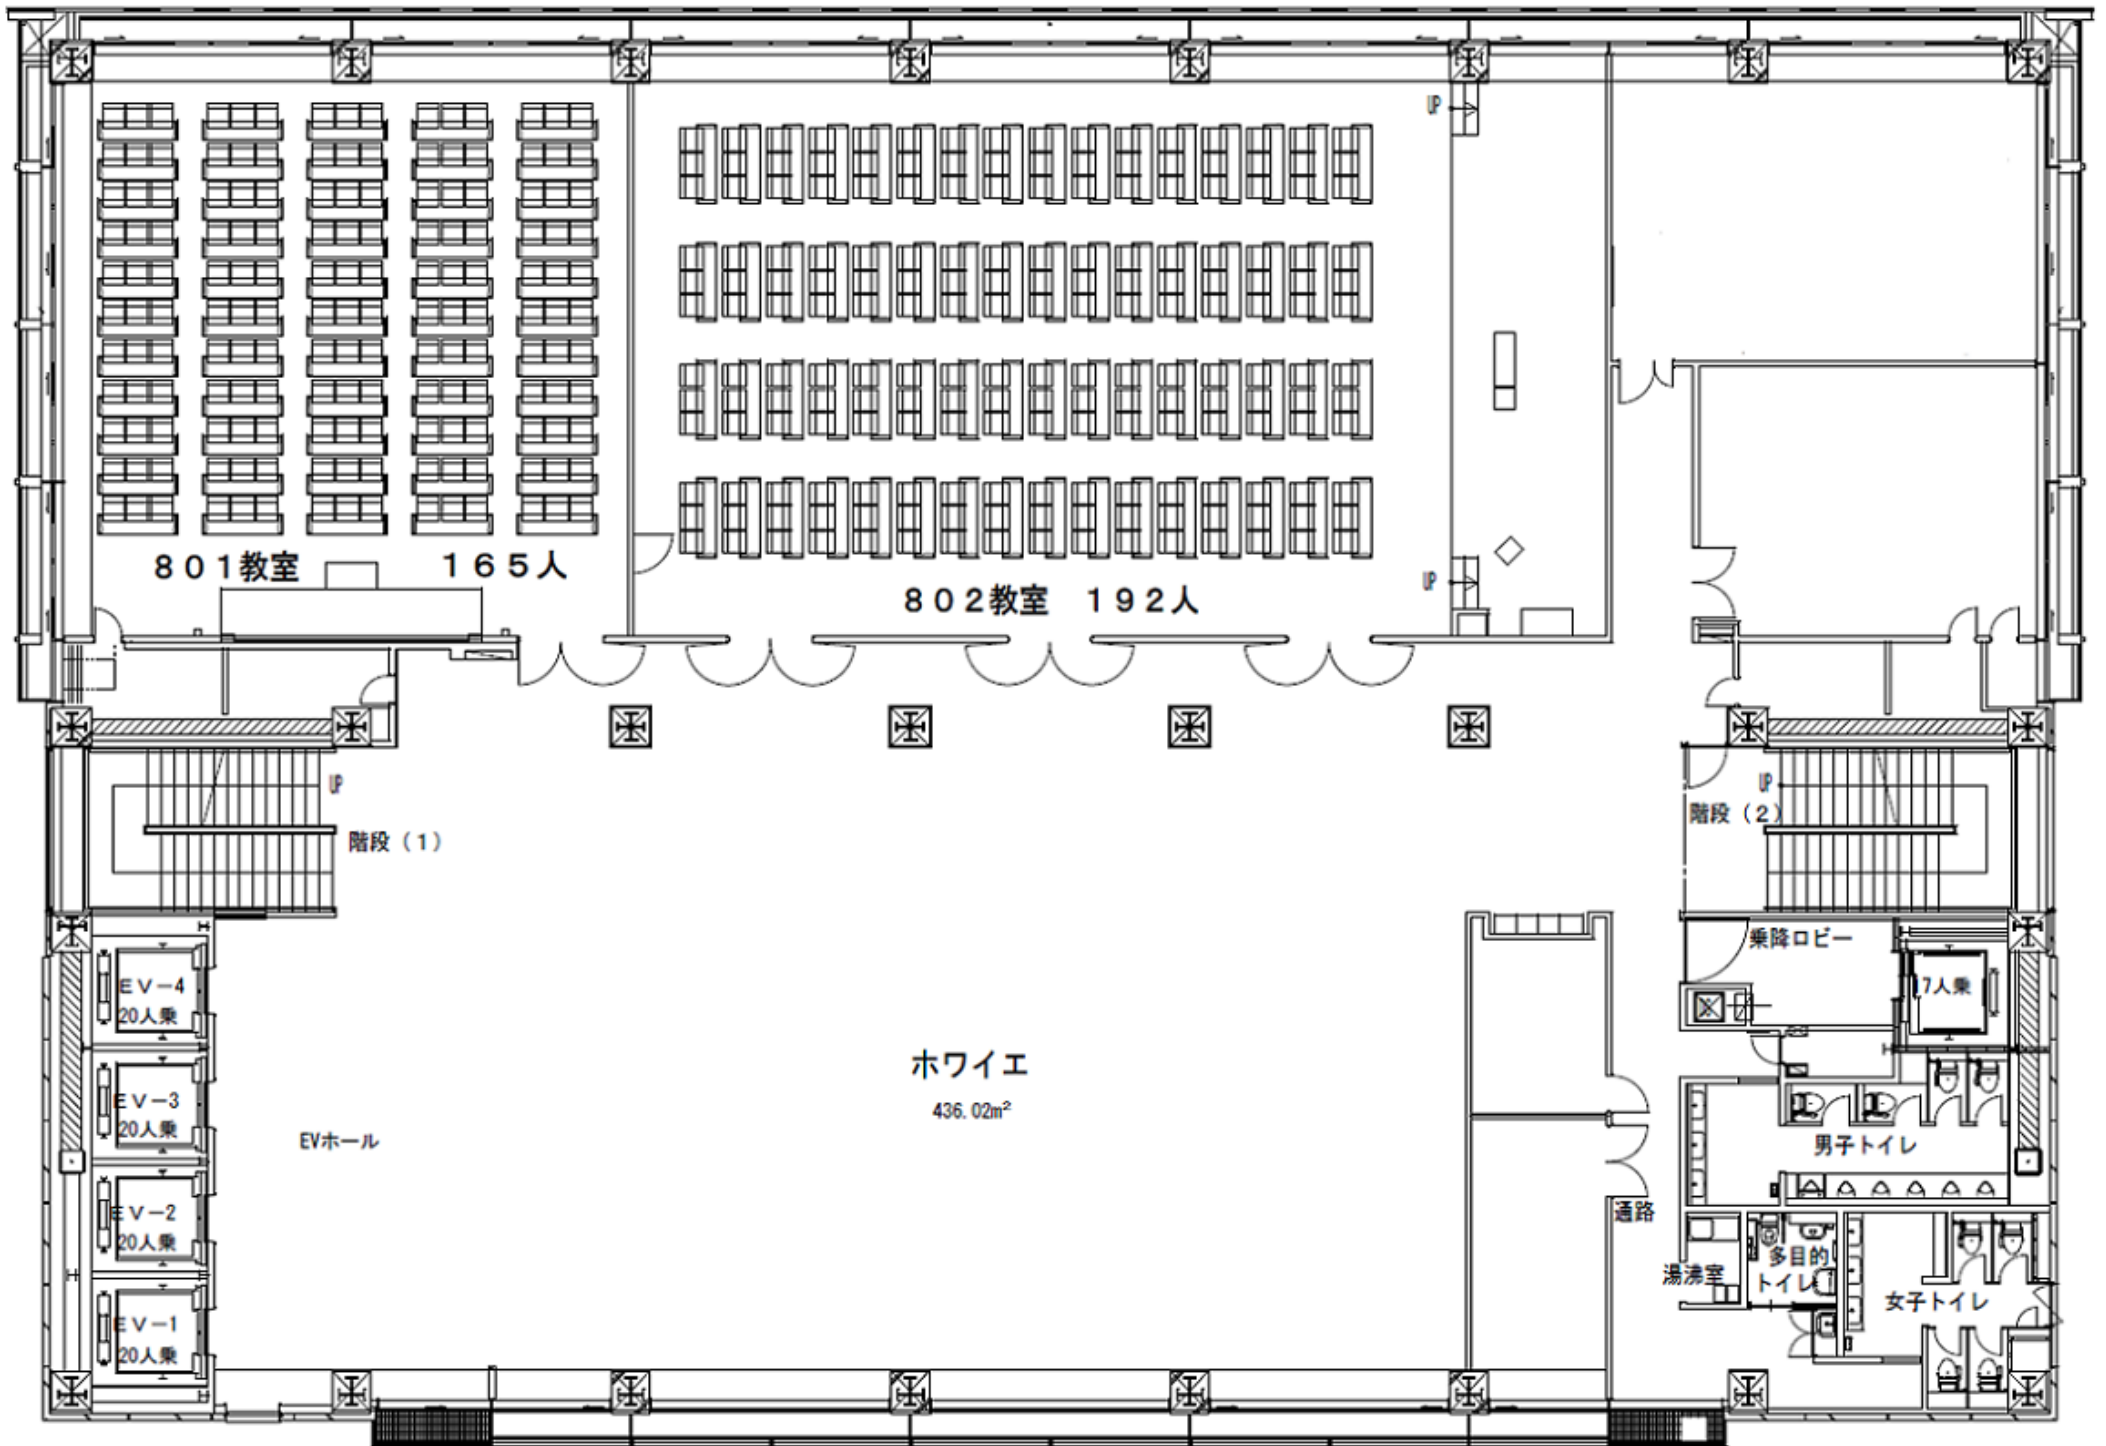 UP
UP
８０１教室　１６５人
８０２教室　１９２人
UP
階段（１）
UP
階段（２）
乗降ロビー
17人乗
ＥＶ－４
20人乗
ＥＶ－３
20人乗
ＥＶ－２
20人乗
ＥＶ－１
20人乗
EVホール
ホワイエ
436.02m²
男子トイレ
通路
湯沸室
多目的
トイレ
女子トイレ